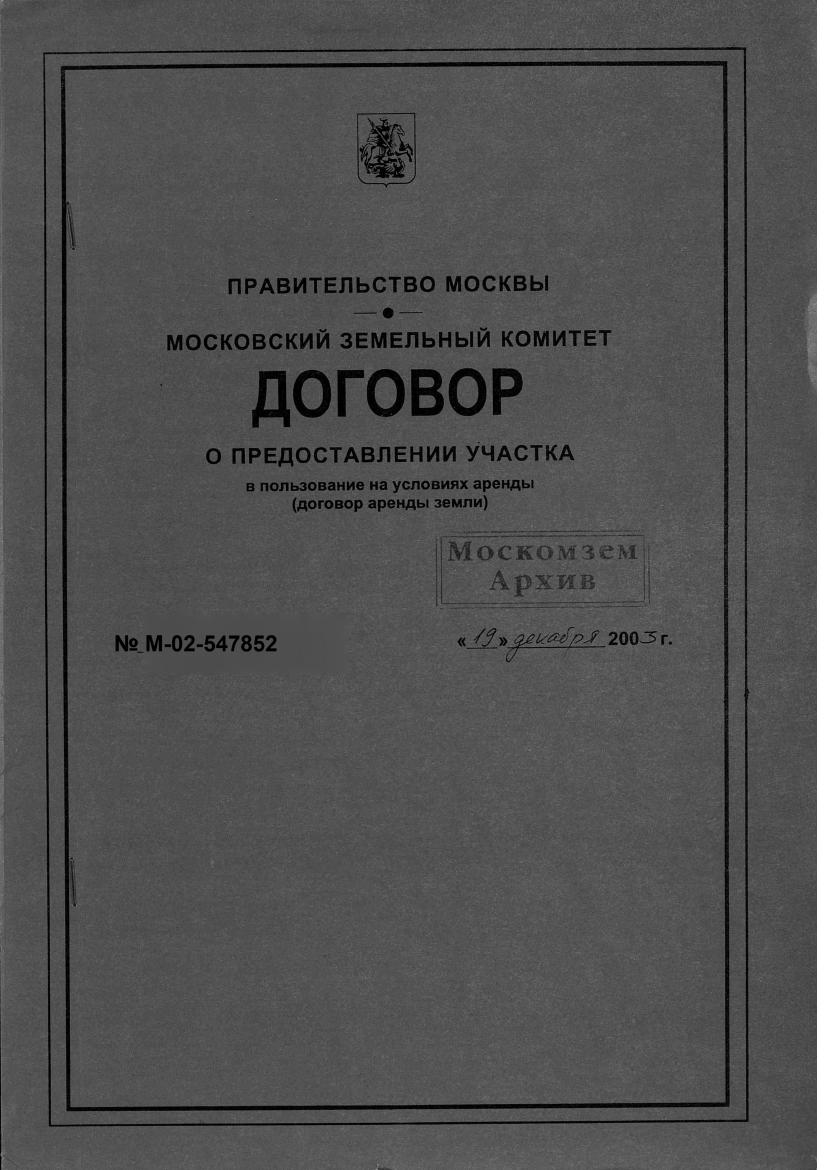 ПРАВИТЕЛЬСТВО МОСКВЫ
МОСКОВСКИЙ ЗЕМЕЛЬНЫЙ КОМИТЕТ
ДОГОВОР
О ПРЕДОСТАВЛЕНИИ УЧАСТКА
в пользование на условиях аренды
(договор аренды земли)
Москомзем
Архив
№ М-02-547852 «19» декабря 2003 г.